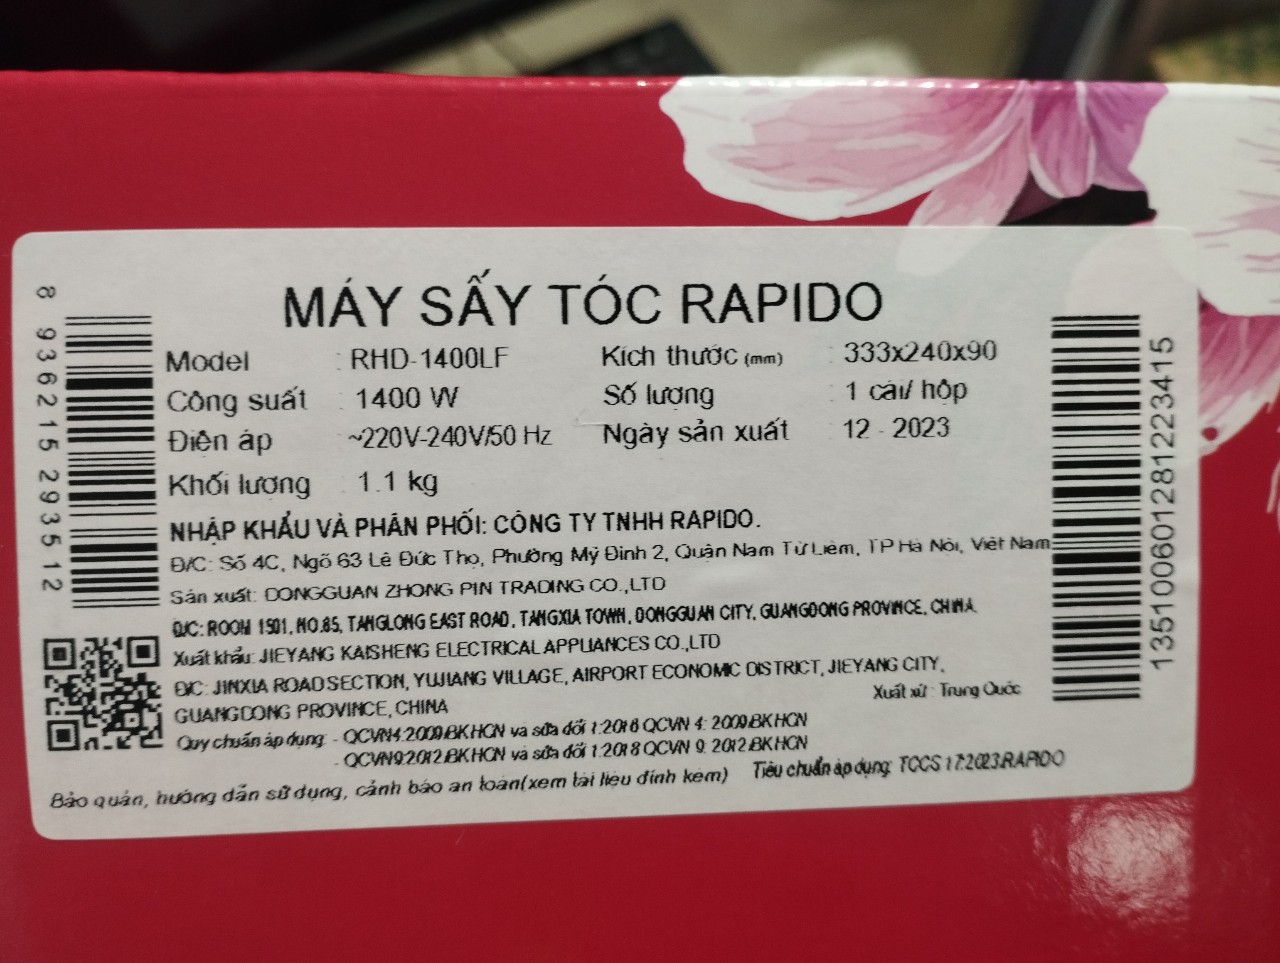 MÁY SẤY TÓC RAPIDO
Model : RHD-1400LF Kích thước (mm) : 333x240x90
Công suất : 1400 W Số lượng : 1 cái/ hộp
Điện áp : ~220V-240V/50 Hz Ngày sản xuất : 12 - 2023
Khối lượng : 1.1 kg
NHẬP KHẨU VÀ PHÂN PHỐI: CÔNG TY TNHH RAPIDO.
Đ/C: Số 4C, Ngõ 63 Lê Đức Thọ, Phường Mỹ Đình 2, Quận Nam Từ Liêm, TP Hà Nội, Việt Nam
Sản xuất: DONGGUAN ZHONG PIN TRADING CO.,LTD
Đ/C: ROOM 1501, NO.85, TANGLONG EAST ROAD, TANGXIA TOWN, DONGGUAN CITY, GUANGDONG PROVINCE, CHINA.
Xuất khẩu: JIEYANG KAISHENG ELECTRICAL APPLIANCES CO.,LTD
Đ/C: JINXIA ROAD SECTION, YUJIANG VILLAGE, AIRPORT ECONOMIC DISTRICT, JIEYANG CITY,
GUANGDONG PROVINCE, CHINA
Xuất xứ : Trung Quốc
Quy chuẩn áp dụng: - QCVN4:2009/BKHCN và sửa đổi 1:2016 QCVN 4: 2009/BKHCN
- QCVN9:2012/BKHCN và sửa đổi 1:2018 QCVN 9: 2012/BKHCN
Bảo quản, hướng dẫn sử dụng, cảnh báo an toàn(xem tài liệu đính kèm) Tiêu chuẩn áp dụng: TCCS 17:2023/RAPIDO
8 936215 293512
135100601281223415